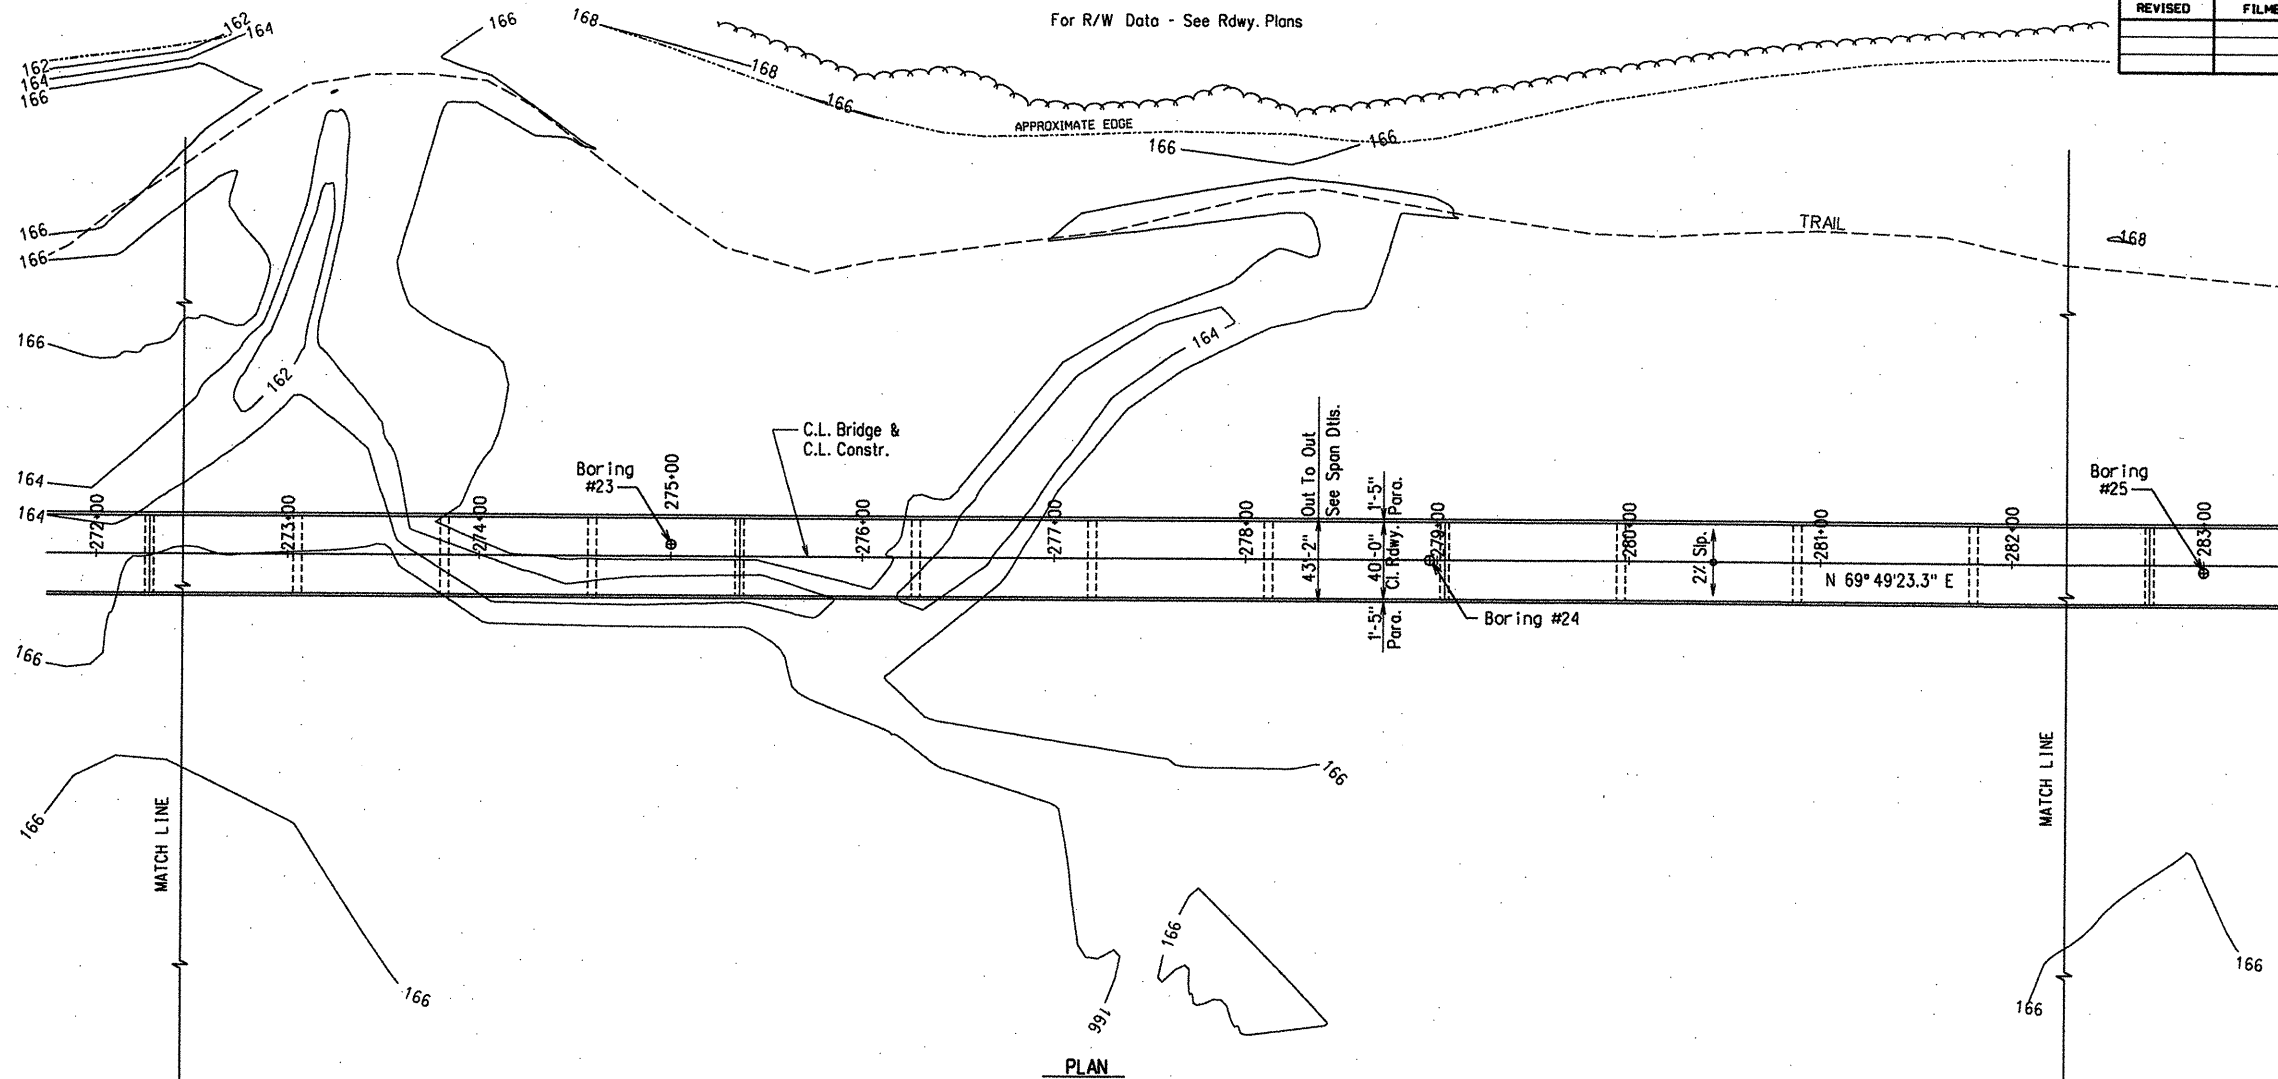 For R/W Data - See Rdwy. Plans
REVISED
162
164
166
168
166
162
164
166
168
166
APPROXIMATE EDGE
166
166
166
166
TRAIL
168
166
164
162
C.L. Bridge &
C.L. Constr.
Out To Out
See Span Dtls.
43'-2"
1'-5"
Para.
40'-0"
Cl. Rdwy.
1'-5"
Para.
Boring
#23
Boring
#25
164
164
272+00
273+00
274+00
275+00
276+00
277+00
278+00
279+00
280+00
281+00
282+00
283+00
2% Slp.
N 69° 49'23.3" E
Boring #24
166
166
MATCH LINE
MATCH LINE
166
166
166
166
166
166
PLAN